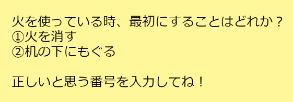 火を使っている時、最初にすることはどれか？
①火を消す
②机の下にもぐる
正しいと思う番号を入力してね！